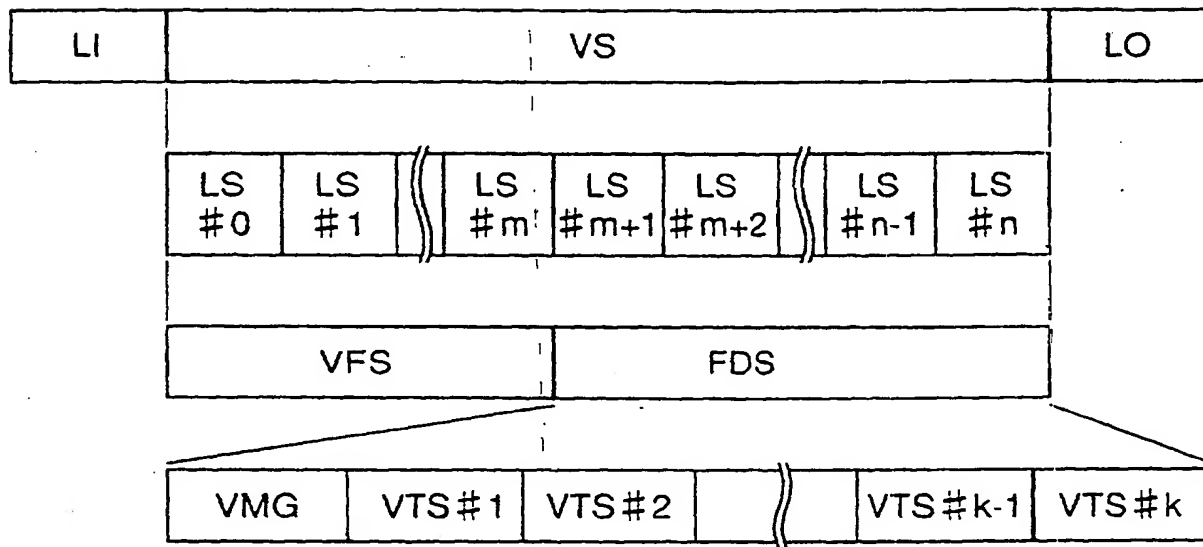 LI VS LO
LS LS LS LS LS LS LS
#0 #1 #m #m+1 #m+2 #n-1 #n
VFS FDS
VMG VTS#1 VTS#2 VTS#k-1 VTS#k